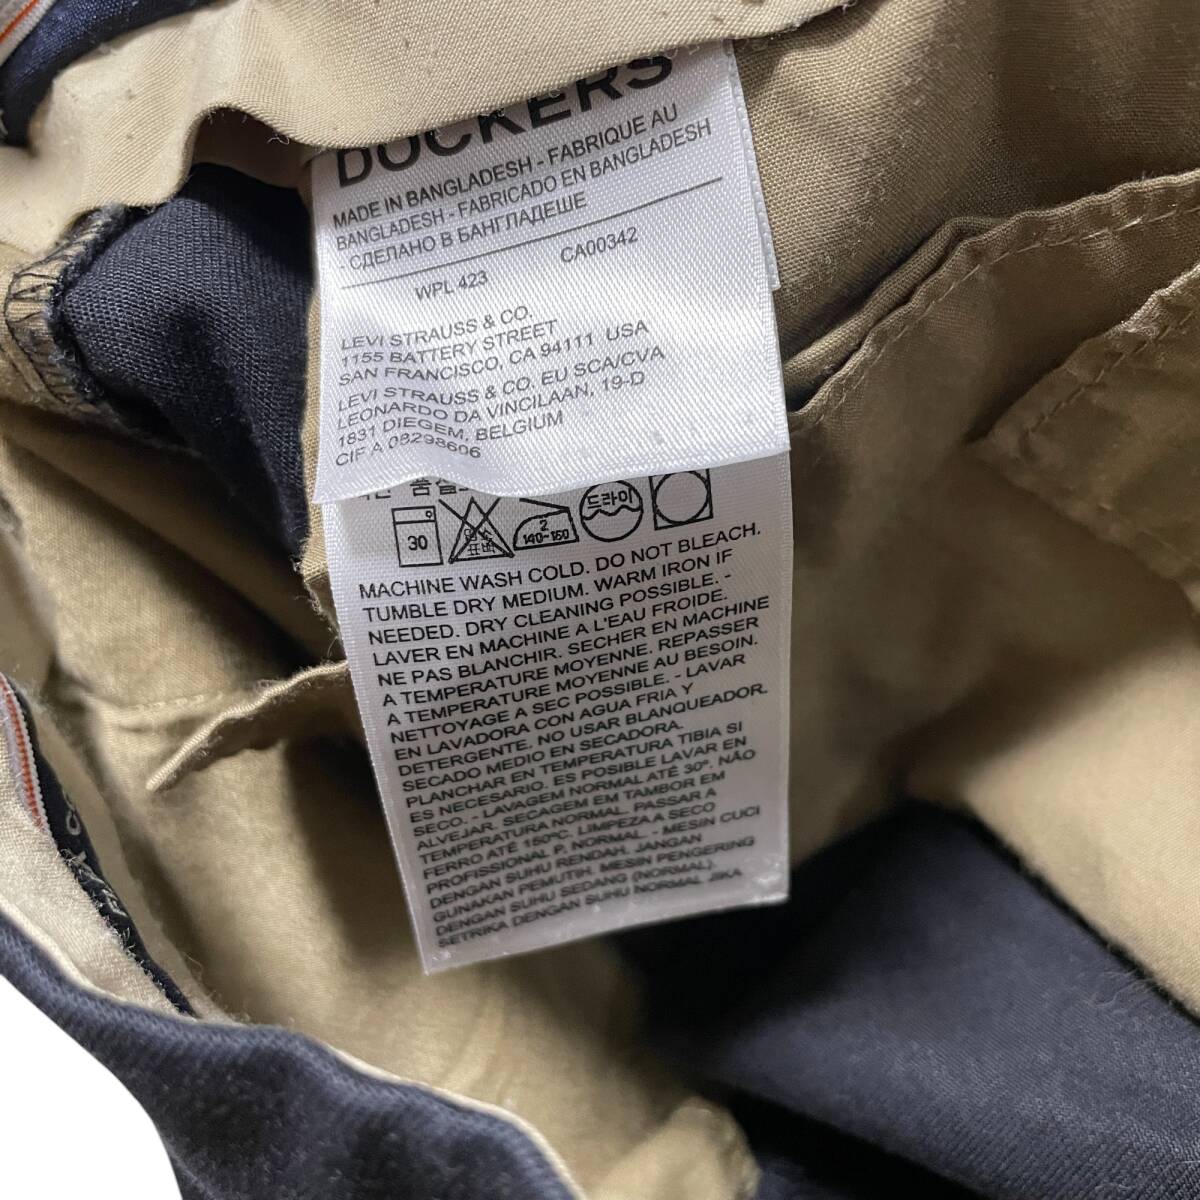 DOCKERS
MADE IN BANGLADESH - FABRIQUE AU
BANGLADESH - FABRICADO EN BANGLADESH
- СДЕЛАНО В БАНГЛАДЕШЕ
WPL 423 CA00342
LEVI STRAUSS & CO.
1155 BATTERY STREET
SAN FRANCISCO, CA 94111 USA
LEVI STRAUSS & CO. EU SCA/CVA
LEONARDO DA VINCILAAN, 19-D
1831 DIEGEM, BELGIUM
CIF A 08298606
30 2 140~160 드라이
MACHINE WASH COLD. DO NOT BLEACH.
TUMBLE DRY MEDIUM. WARM IRON IF
NEEDED. DRY CLEANING POSSIBLE. -
LAVER EN MACHINE A L'EAU FROIDE.
NE PAS BLANCHIR. SECHER EN MACHINE
A TEMPERATURE MOYENNE. REPASSER
A TEMPERATURE MOYENNE AU BESOIN.
NETTOYAGE A SEC POSSIBLE. - LAVAR
EN LAVADORA CON AGUA FRIA Y
DETERGENTE. NO USAR BLANQUEADOR.
SECADO MEDIO EN SECADORA.
PLANCHAR EN TEMPERATURA TIBIA SI
ES NECESARIO. ES POSIBLE LAVAR EN
SECO. - LAVAGEM NORMAL ATÉ 30º. NÃO
ALVEJAR. SECAGEM EM TAMBOR EM
TEMPERATURA NORMAL. PASSAR A
FERRO ATÉ 150ºC. LIMPEZA A SECO
PROFISSIONAL P, NORMAL. - MESIN CUCI
DENGAN SUHU RENDAH. JANGAN
GUNAKAN PEMUTIH. MESIN PENGERING
DENGAN SUHU SEDANG (NORMAL).
SETRIKA DENGAN SUHU NORMAL JIKA